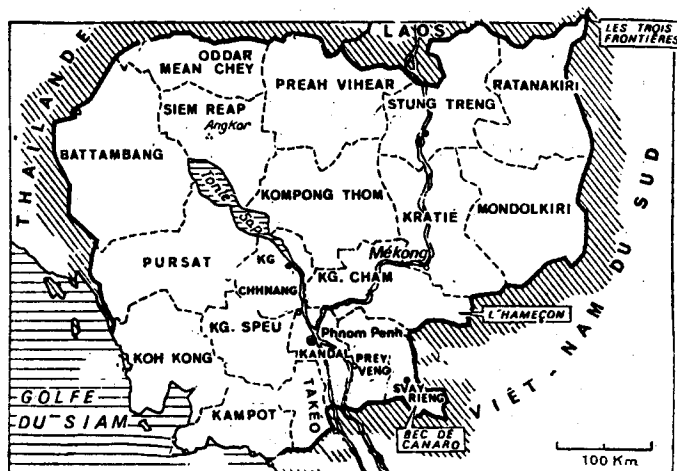 LAOS
LES TROIS
FRONTIÈRES
THAILANDE
ODDAR
MEAN CHEY
PREAH VIHEAR
STUNG TRENG
RATANAKIRI
SIEM REAP
Angkor
BATTAMBANG
Tonlé
Sap
KOMPONG THOM
KRATIÉ
MONDOLKIRI
PURSAT
KG
CHHNANG
Mékong
KG. CHAM
L'HAMEÇON
KG. SPEU
Phnom Penh
KANDAL
PREY
VENG
KOH KONG
TAKÉO
SVAY
RIENG
GOLFE
DU SIAM
KAMPOT
BEC DE
CANARD
VIÊT-NAM DU SUD
100 Km